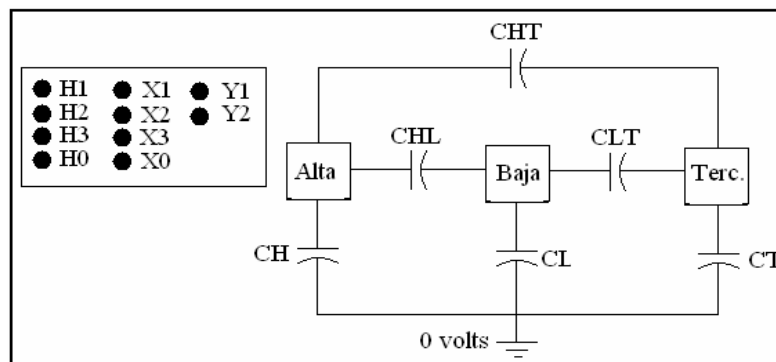 CHT
H1 X1 Y1
H2 X2 Y2
H3 X3
H0 X0
CHL CLT
Alta Baja Terc.
CH CL CT
0 volts